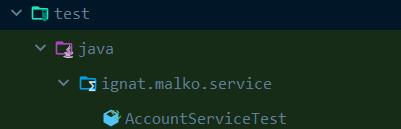 test
java
ignat.malko.service
AccountServiceTest